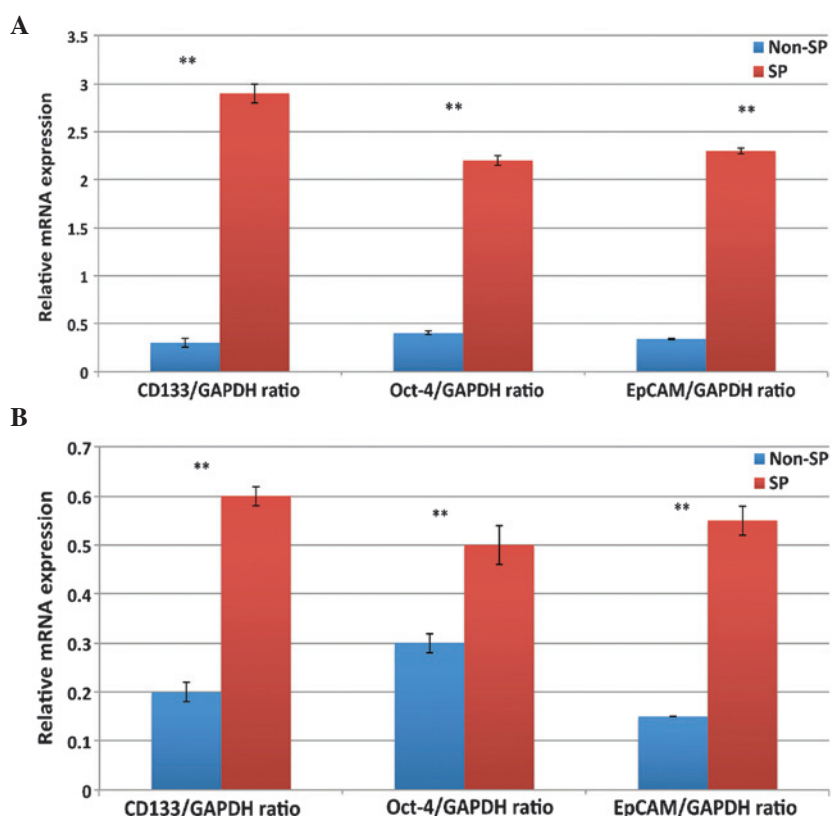 A
3.5
Non-SP
SP
**
3
**
**
2.5
2
1.5
1
0.5
0
Relative mRNA expression
CD133/GAPDH ratio Oct-4/GAPDH ratio EpCAM/GAPDH ratio
B
0.7
Non-SP
SP
**
0.6
**
**
0.5
0.4
0.3
0.2
0.1
0
Relative mRNA expression
CD133/GAPDH ratio Oct-4/GAPDH ratio EpCAM/GAPDH ratio